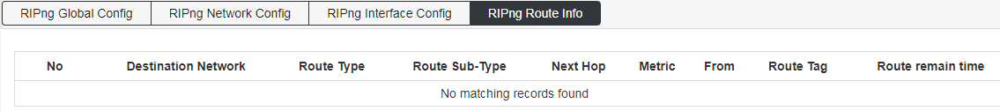 RIPng Global Config RIPng Network Config RIPng Interface Config RIPng Route Info
No Destination Network Route Type Route Sub-Type Next Hop Metric From Route Tag Route remain time
No matching records found